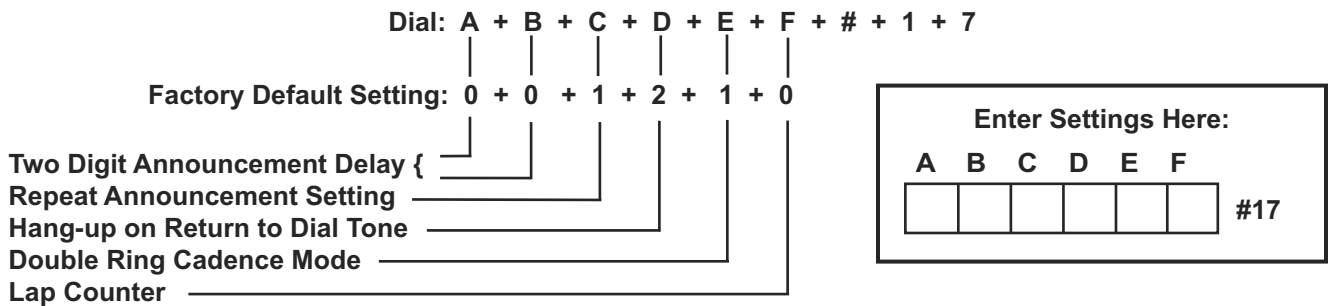 Dial: A + B + C + D + E + F + # + 1 + 7
Factory Default Setting: 0 + 0 + 1 + 2 + 1 + 0
Two Digit Announcement Delay {
Repeat Announcement Setting
Hang-up on Return to Dial Tone
Double Ring Cadence Mode
Lap Counter
Enter Settings Here:
A B C D E F
#17